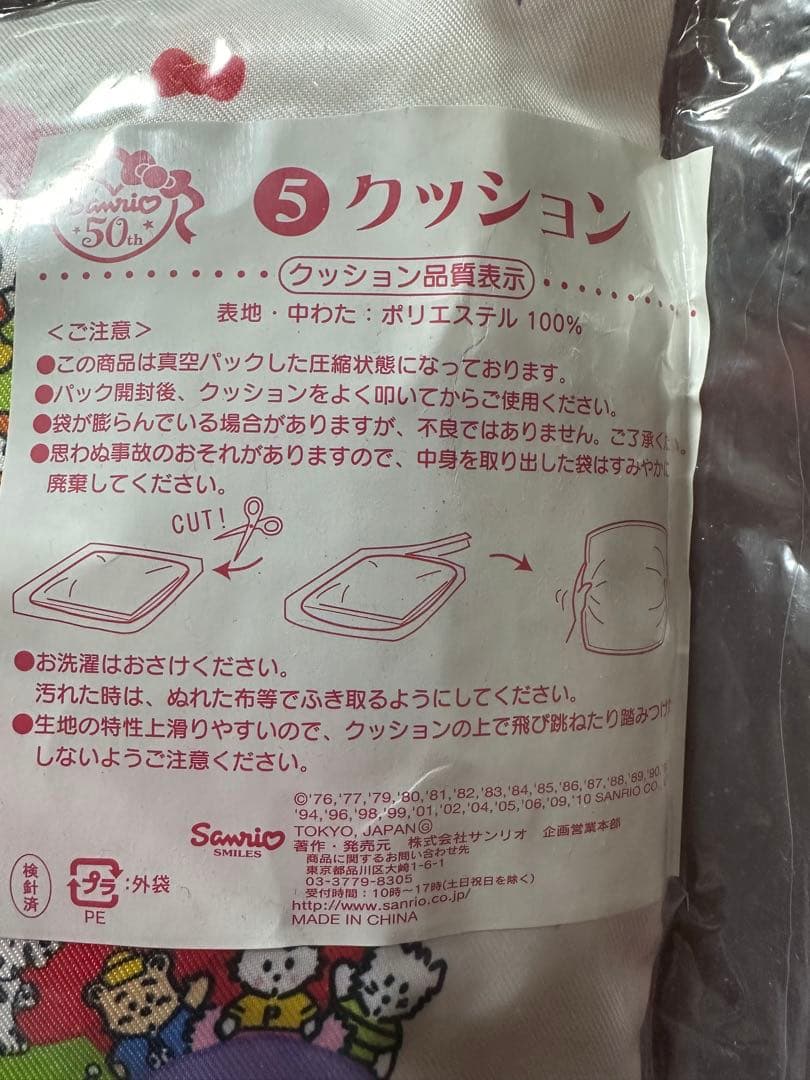 Sanrio
50th
5 クッション
クッション品質表示
表地・中わた：ポリエステル 100%
＜ご注意＞
●この商品は真空パックした圧縮状態になっております。
●パック開封後、クッションをよく叩いてからご使用ください。
●袋が膨らんでいる場合がありますが、不良ではありません。ご了承ください。
●思わぬ事故のおそれがありますので、中身を取り出した袋はすみやかに
廃棄してください。
CUT!
●お洗濯はおさけください。
汚れた時は、ぬれた布等でふき取るようにしてください。
●生地の特性上滑りやすいので、クッションの上で飛び跳ねたり踏みつけ
しないようご注意ください。
©'76,'77,'79,'80,'81,'82,'83,'84,'85,'86,'87,'88,'89,'90,
'94,'96,'98,'99,'01,'02,'04,'05,'06,'09,'10 SANRIO CO.
TOKYO, JAPAN Ⓖ
Sanrio
SMILES
著作・発売元 株式会社サンリオ 企画営業本部
商品に関するお問い合わせ先
東京都品川区大崎1-6-1
03-3779-8305
受付時間：10時〜17時(土日祝日を除く)
http://www.sanrio.co.jp/
MADE IN CHINA
検針済
プラ：外袋
PE
P